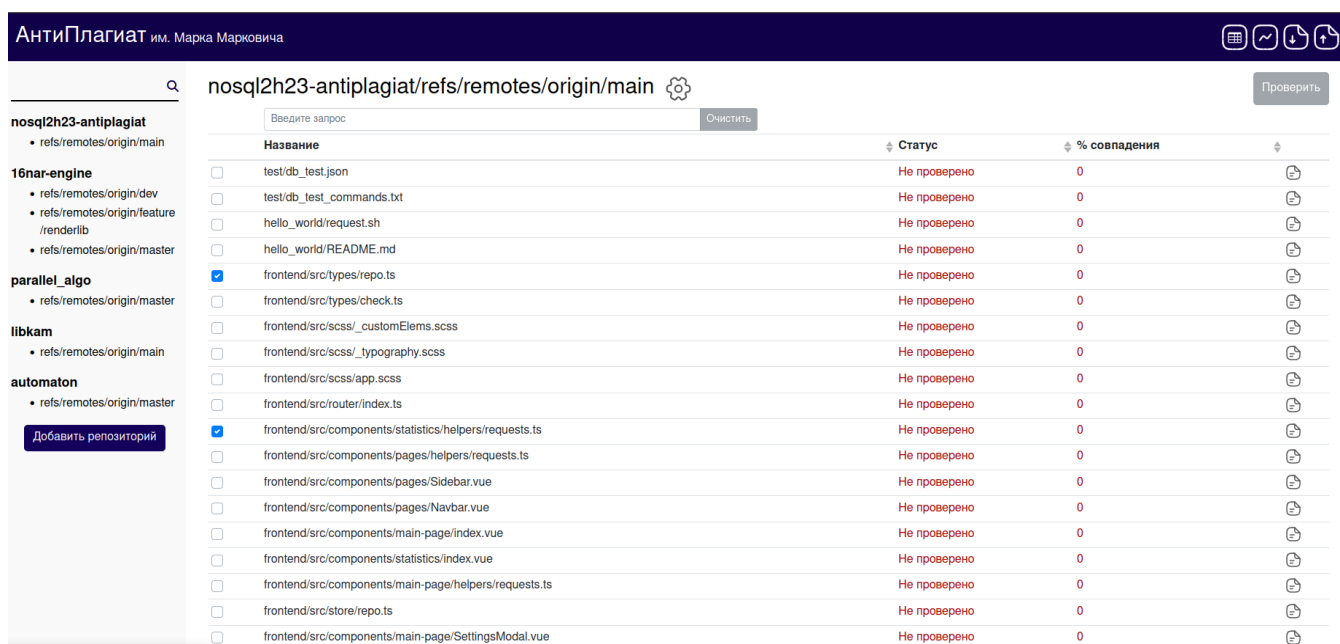 АнтиПлагиат им. Марка Марковича
nosql2h23-antiplagiat
• refs/remotes/origin/main
16nar-engine
• refs/remotes/origin/dev
• refs/remotes/origin/feature
/renderlib
• refs/remotes/origin/master
parallel_algo
• refs/remotes/origin/master
libkam
• refs/remotes/origin/main
automaton
• refs/remotes/origin/master
Добавить репозиторий
nosql2h23-antiplagiat/refs/remotes/origin/main
Проверить
Введите запрос Очистить
Название Статус % совпадения
test/db_test.json Не проверено 0
test/db_test_commands.txt Не проверено 0
hello_world/request.sh Не проверено 0
hello_world/README.md Не проверено 0
frontend/src/types/repo.ts Не проверено 0
frontend/src/types/check.ts Не проверено 0
frontend/src/scss/_customElems.scss Не проверено 0
frontend/src/scss/_typography.scss Не проверено 0
frontend/src/scss/app.scss Не проверено 0
frontend/src/router/index.ts Не проверено 0
frontend/src/components/statistics/helpers/requests.ts Не проверено 0
frontend/src/components/pages/helpers/requests.ts Не проверено 0
frontend/src/components/pages/Sidebar.vue Не проверено 0
frontend/src/components/pages/Navbar.vue Не проверено 0
frontend/src/components/main-page/index.vue Не проверено 0
frontend/src/components/statistics/index.vue Не проверено 0
frontend/src/components/main-page/helpers/requests.ts Не проверено 0
frontend/src/store/repo.ts Не проверено 0
frontend/src/components/main-page/SettingsModal.vue Не проверено 0